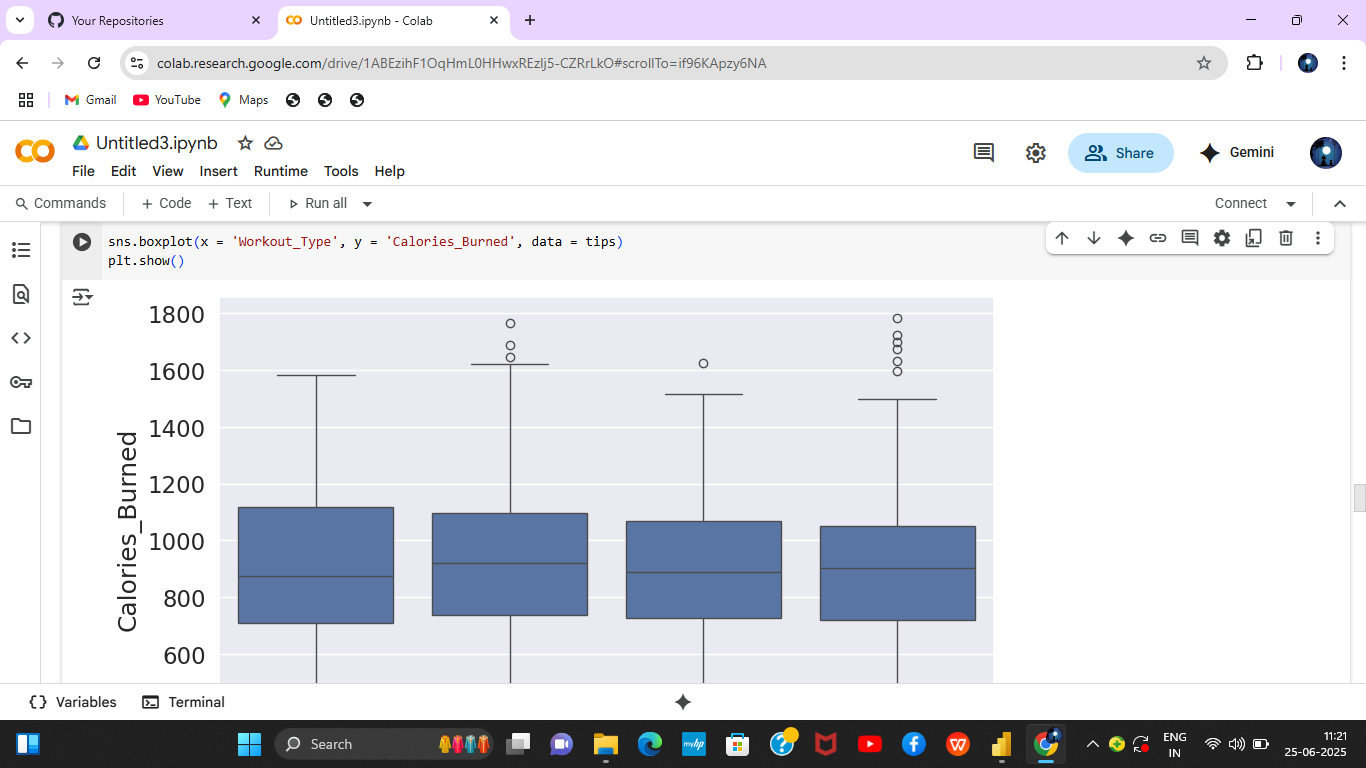 Your Repositories
Untitled3.ipynb - Colab
colab.research.google.com/drive/1ABEzihF1OqHmL0HHwxREzlj5-CZRrLkO#scrollTo=if96KApzy6NA
Gmail YouTube Maps
Untitled3.ipynb
File Edit View Insert Runtime Tools Help
Share
Gemini
Commands + Code + Text Run all
Connect
sns.boxplot(x = 'Workout_Type', y = 'Calories_Burned', data = tips)
plt.show()
1800
1600
1400
1200
1000
800
600
Calories_Burned
Variables Terminal
Search
myhp
ENG
IN
11:21
25-06-2025